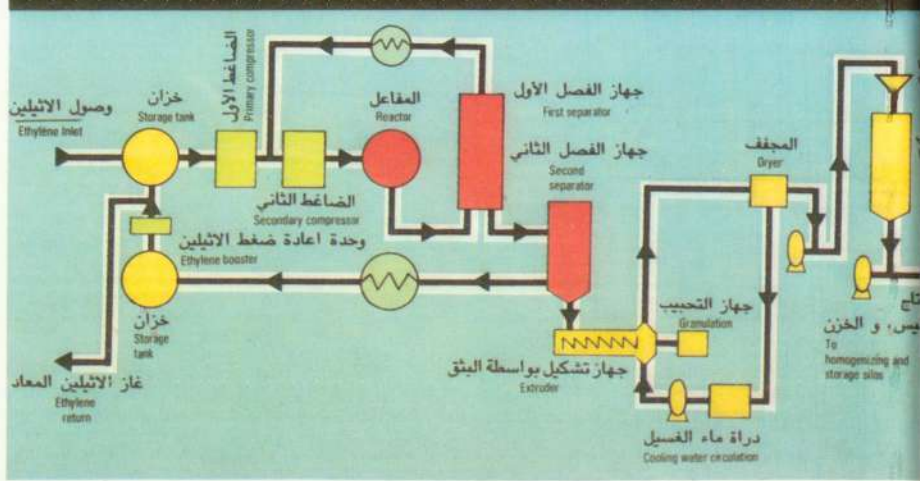 وصول الاثيلين
Ethylène Inlet
خزان
Storage tank
الضاغط الأول
Primary compressor
الضاغط الثاني
Secondary compressor
المفاعل
Reactor
جهاز الفصل الأول
First separator
جهاز الفصل الثاني
Second
separator
وحدة اعادة ضغط الاثيلين
Ethylene booster
خزان
Storage
tank
غاز الاثيلين المعاد
Ethylene
return
جهاز تشكيل بواسطة البثق
Extruder
جهاز التحبيب
Granulation
المجفف
Dryer
دراة ماء الغسيل
Cooling water circulation
و الخزن
To
homogenizing and
storage silos